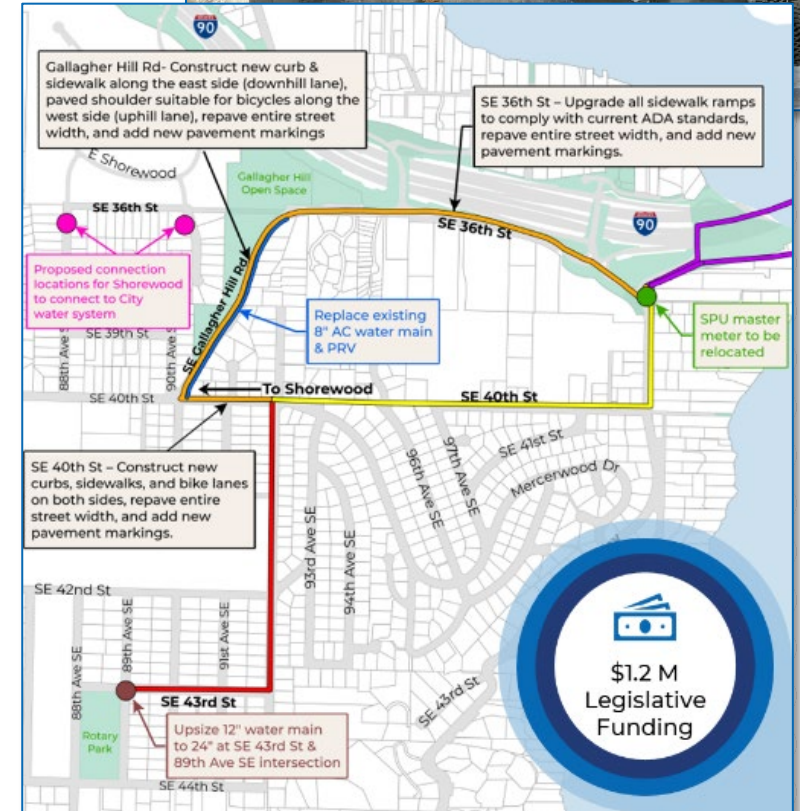 90
Gallagher Hill Rd- Construct new curb &
sidewalk along the east side (downhill lane),
paved shoulder suitable for bicycles along the
west side (uphill lane), repave entire street
width, and add new pavement markings
SE 36th St – Upgrade all sidewalk ramps
to comply with current ADA standards,
repave entire street width, and add new
pavement markings.
E Shorewood
Gallagher Hill
Open Space
SE 36th St
SE 36th St
90
Proposed connection
locations for Shorewood
to connect to City
water system
SE Gallagher Hill Rd
Replace existing
8" AC water main
& PRV
SPU master
meter to be
relocated
88th Ave
SE 39th St
90th Ave
To Shorewood
SE 40th St
SE 40th St
SE 40th St – Construct new
curbs, sidewalks, and bike lanes
on both sides, repave entire
street width, and add new
pavement markings.
93rd Ave SE
94th Ave SE
96th Ave SE
97th Ave SE
SE 41st St
Mercerwood Dr
SE 42nd St
88th Ave SE
89th Ave SE
91st Ave SE
SE 43rd St
SE 43rd St
Rotary
Park
Upsize 12" water main
to 24" at SE 43rd St &
89th Ave SE intersection
SE 44th St
$1.2 M
Legislative
Funding